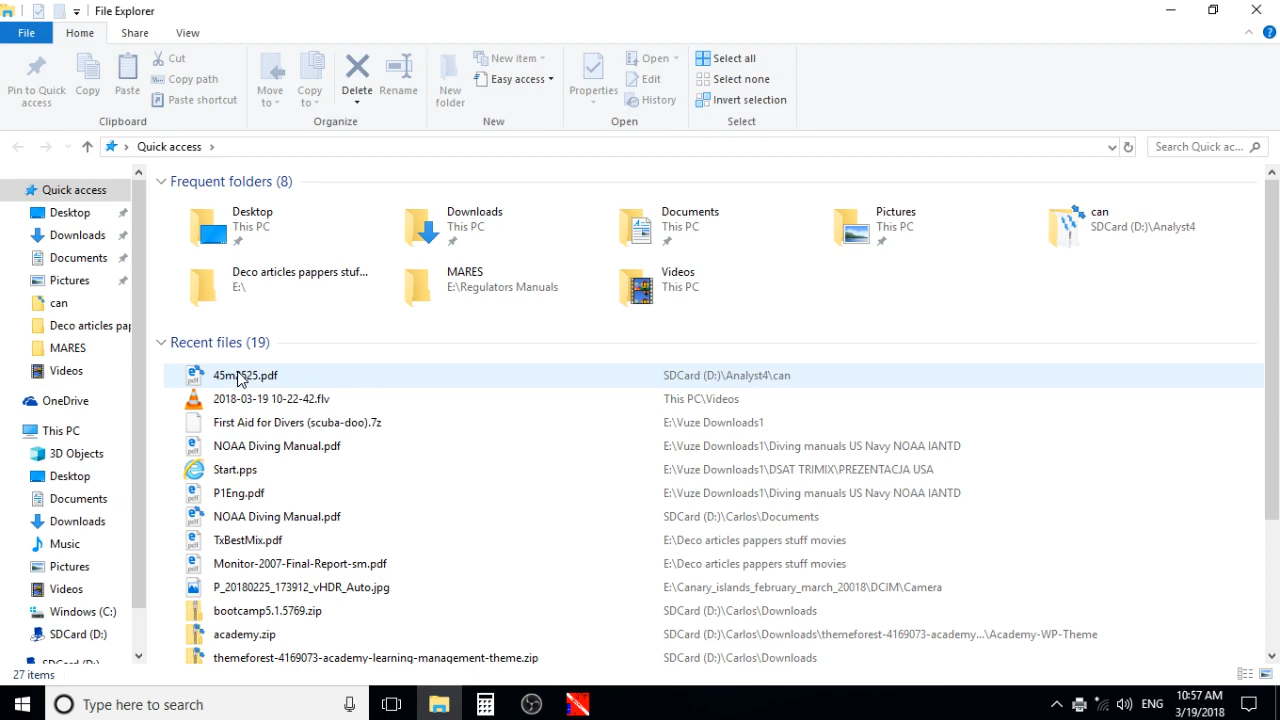 File Explorer
File Home Share View
Pin to Quick access
Copy
Paste
Cut
Copy path
Paste shortcut
Clipboard
Move to
Copy to
Delete
Rename
Organize
New folder
New item
Easy access
New
Properties
Open
Edit
History
Open
Select all
Select none
Invert selection
Select
Quick access
Search Quick ac...
Quick access
Desktop
Downloads
Documents
Pictures
can
Deco articles pap
MARES
Videos
OneDrive
This PC
3D Objects
Desktop
Documents
Downloads
Music
Pictures
Videos
Windows (C:)
SDCard (D:)
SDCard (D:)
Frequent folders (8)
Desktop
This PC
Downloads
This PC
Documents
This PC
Pictures
This PC
can
SDCard (D:)\Analyst4
Deco articles pappers stuf...
E:\
MARES
E:\Regulators Manuals
Videos
This PC
Recent files (19)
SDCard (D:)\Analyst4\can
2018-03-19 10-22-42.flv This PC\Videos
First Aid for Divers (scuba-doo).7z E:\Vuze Downloads1
NOAA Diving Manual.pdf E:\Vuze Downloads1\Diving manuals US Navy NOAA IANTD
Start.pps E:\Vuze Downloads1\DSAT TRIMIX\PREZENTACJA USA
P1Eng.pdf E:\Vuze Downloads1\Diving manuals US Navy NOAA IANTD
NOAA Diving Manual.pdf SDCard (D:)\Carlos\Documents
TxBestMix.pdf E:\Deco articles pappers stuff movies
Monitor-2007-Final-Report-sm.pdf E:\Deco articles pappers stuff movies
P_20180225_173912_vHDR_Auto.jpg E:\Canary_islands_february_march_20018\DCIM\Camera
bootcamp5.1.5769.zip SDCard (D:)\Carlos\Downloads
academy.zip SDCard (D:)\Carlos\Downloads\themeforest-4169073-academy...\Academy-WP-Theme
themeforest-4169073-academy-learning-management-theme.zip SDCard (D:)\Carlos\Downloads
27 items
Type here to search
ENG
10:57 AM
3/19/2018